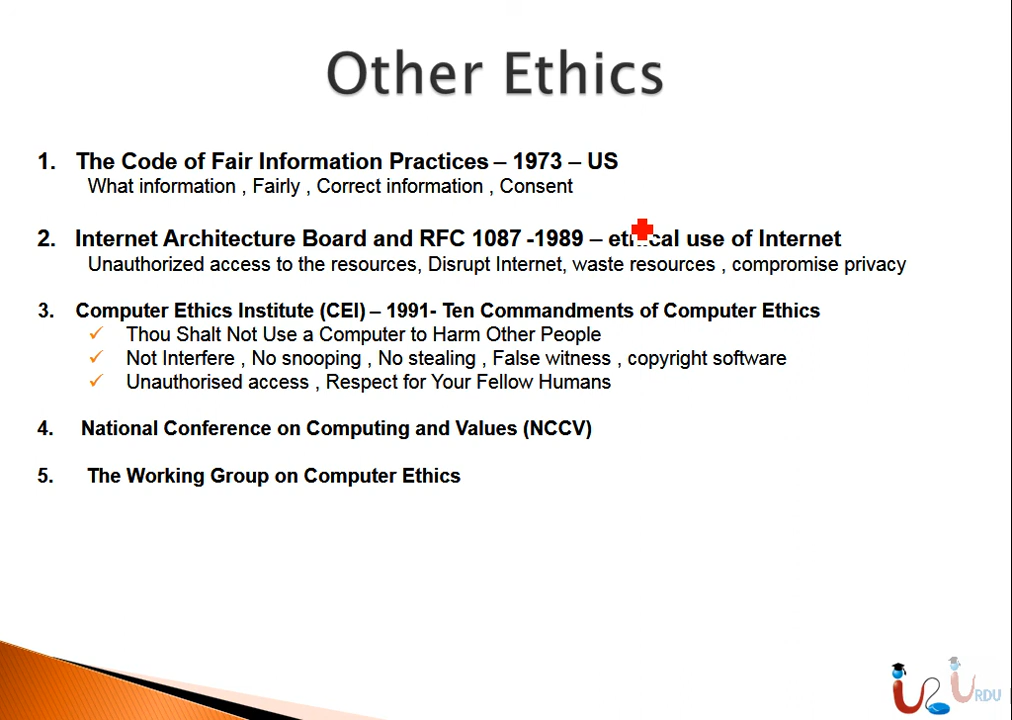 Other Ethics
1. The Code of Fair Information Practices – 1973 – US
What information , Fairly , Correct information , Consent
2. Internet Architecture Board and RFC 1087 -1989 – ethical use of Internet
Unauthorized access to the resources, Disrupt Internet, waste resources , compromise privacy
3. Computer Ethics Institute (CEI) – 1991- Ten Commandments of Computer Ethics
✓ Thou Shalt Not Use a Computer to Harm Other People
✓ Not Interfere , No snooping , No stealing , False witness , copyright software
✓ Unauthorised access , Respect for Your Fellow Humans
4. National Conference on Computing and Values (NCCV)
5. The Working Group on Computer Ethics
URDU